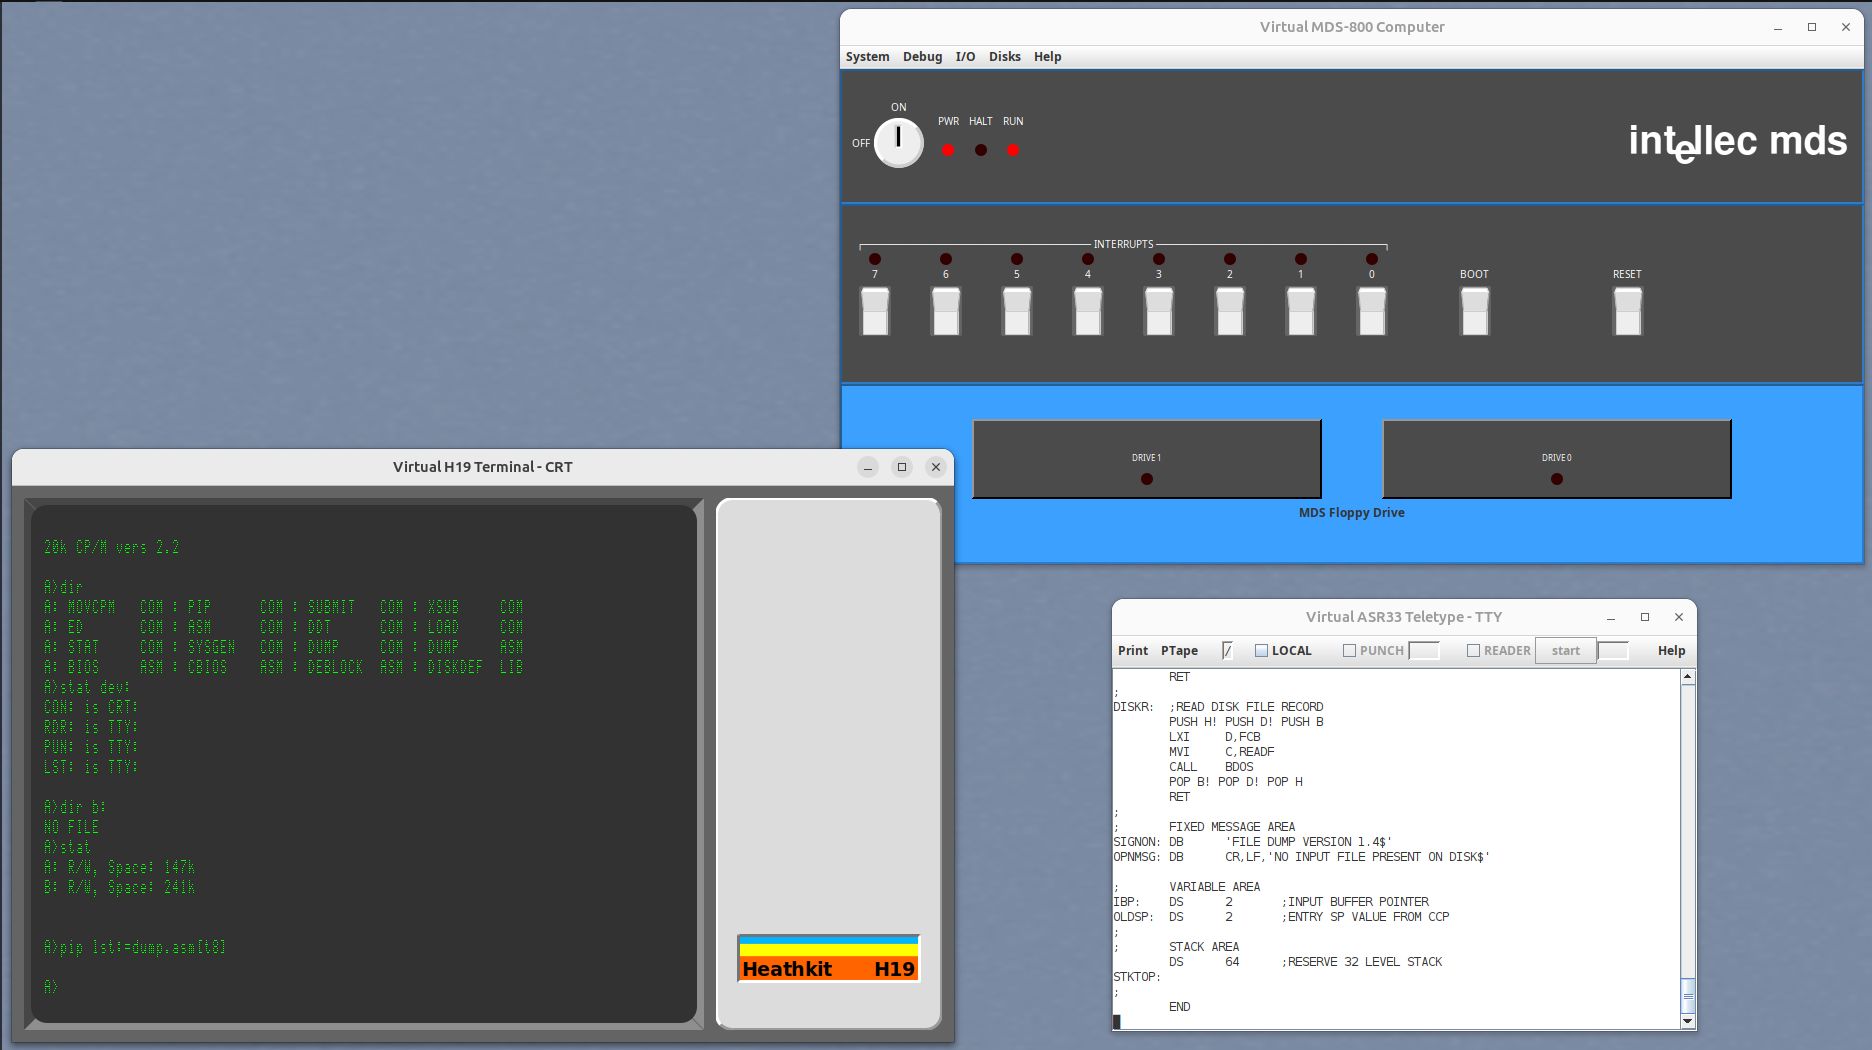 Virtual MDS-800 Computer
System Debug I/O Disks Help
ON
OFF
PWR HALT RUN
intellec mds
INTERRUPTS
7 6 5 4 3 2 1 0
BOOT
RESET
DRIVE 1
DRIVE 0
MDS Floppy Drive
Virtual H19 Terminal - CRT
20k CP/M vers 2.2
A>dir
A: MOVCPM   COM : PIP      COM : SUBMIT   COM : XSUB     COM
A: ED       COM : ASM      COM : DDT      COM : LOAD     COM
A: STAT     COM : SYSGEN   COM : DUMP     COM : DUMP     ASM
A: BIOS     ASM : CBIOS    ASM : DEBLOCK  ASM : DISKDEF  LIB
A>stat dev:
CON: is CRT:
RDR: is TTY:
PUN: is TTY:
LST: is TTY:
A>dir b:
NO FILE
A>stat
A: R/W, Space: 147k
B: R/W, Space: 241k
A>pip lst:=dump.asm[t8]
A>
Heathkit H19
Virtual ASR33 Teletype - TTY
Print PTape / LOCAL PUNCH READER start Help
RET
;
DISKR:  ;READ DISK FILE RECORD
PUSH H! PUSH D! PUSH B
LXI     D,FCB
MVI     C,READF
CALL    BDOS
POP B! POP D! POP H
RET
;
;       FIXED MESSAGE AREA
SIGNON: DB      'FILE DUMP VERSION 1.4$'
OPNMSG: DB      CR,LF,'NO INPUT FILE PRESENT ON DISK$'
;       VARIABLE AREA
IBP:    DS      2       ;INPUT BUFFER POINTER
OLDSP:  DS      2       ;ENTRY SP VALUE FROM CCP
;
;       STACK AREA
DS      64      ;RESERVE 32 LEVEL STACK
STKTOP:
;
END